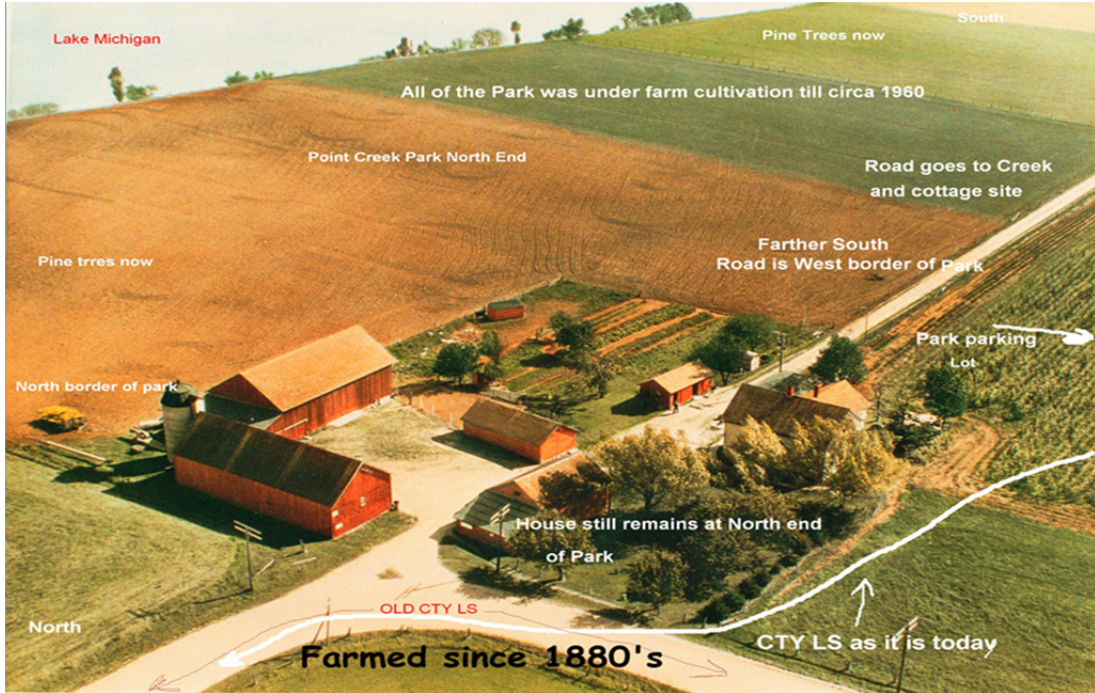 South
Lake Michigan
Pine Trees now
All of the Park was under farm cultivation till circa 1960
Point Creek Park North End
Road goes to Creek
and cottage site
Farther South
Road is West border of Park
Pine trres now
Park parking
Lot
North border of park
House still remains at North end
of Park
OLD CTY LS
North
CTY LS as it is today
Farmed since 1880's